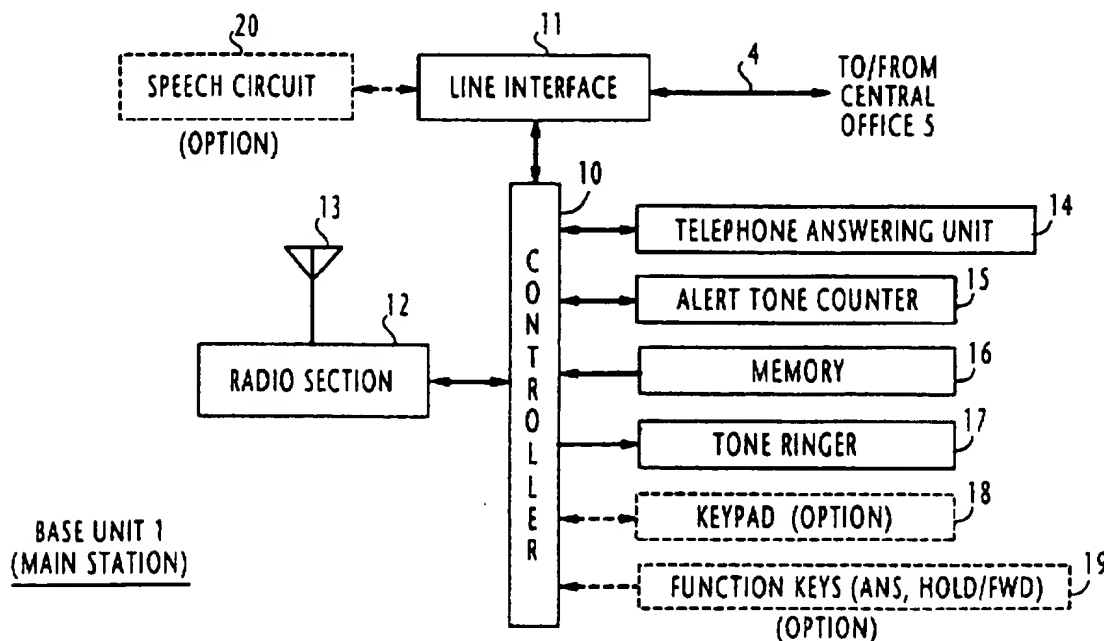 20
SPEECH CIRCUIT
(OPTION)
11
LINE INTERFACE
4
TO/FROM
CENTRAL
OFFICE 5
10
CONTROLLER
13
12
RADIO SECTION
TELEPHONE ANSWERING UNIT
14
ALERT TONE COUNTER
15
MEMORY
16
TONE RINGER
17
KEYPAD (OPTION)
18
FUNCTION KEYS (ANS, HOLD/FWD)
19
(OPTION)
BASE UNIT 1
(MAIN STATION)